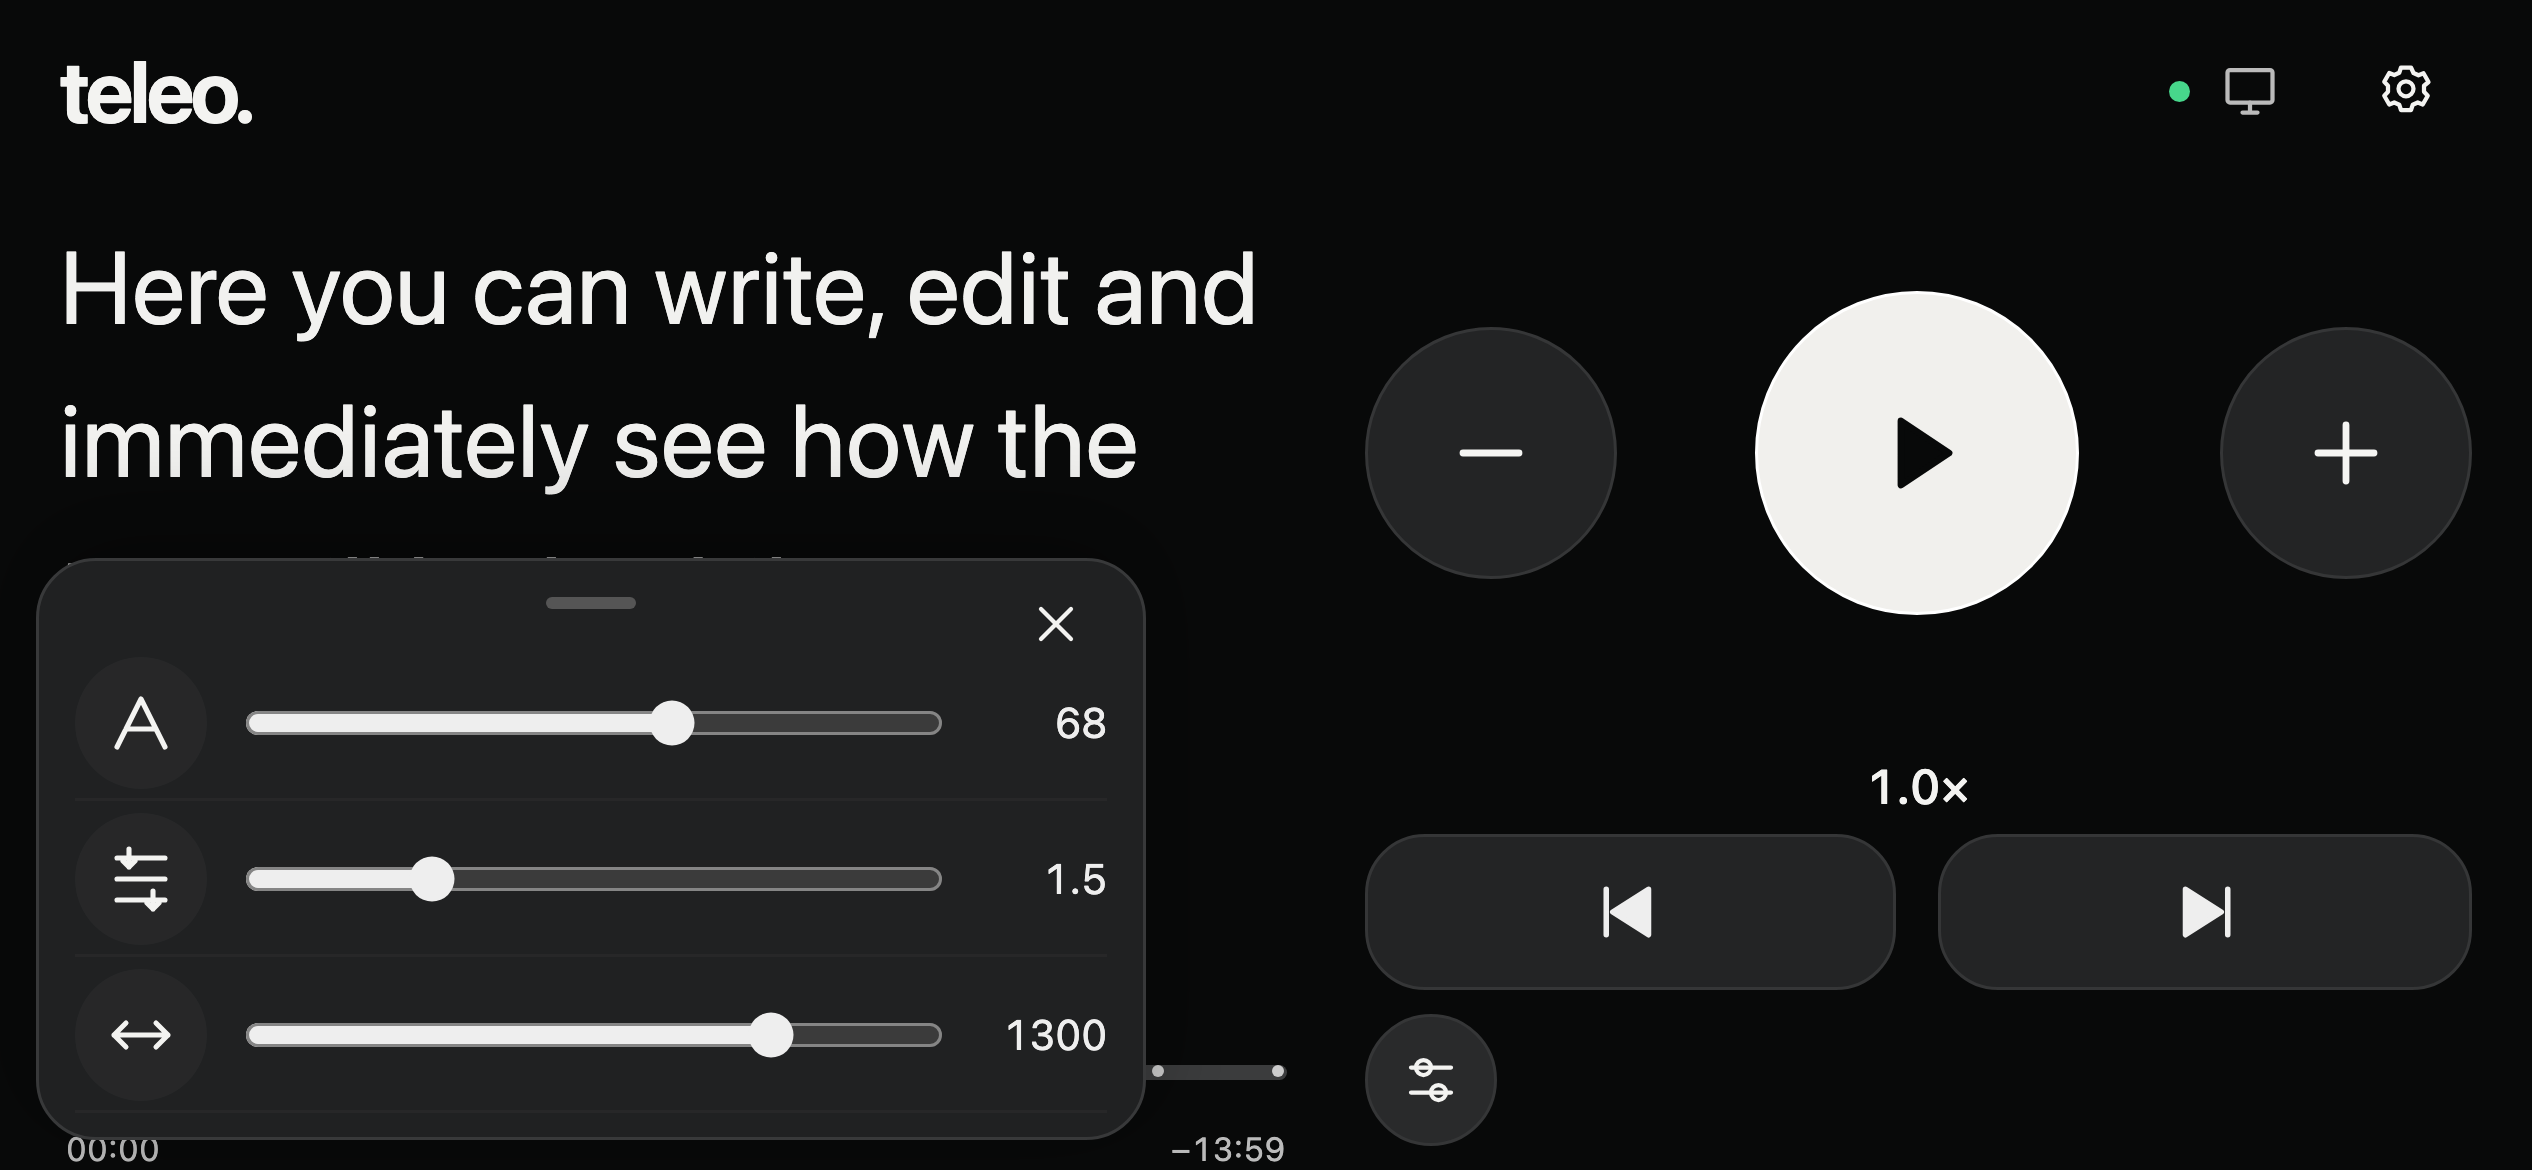 teleo.
Here you can write, edit and
immediately see how the
68
1.5
1300
00:00
−13:59
1.0×